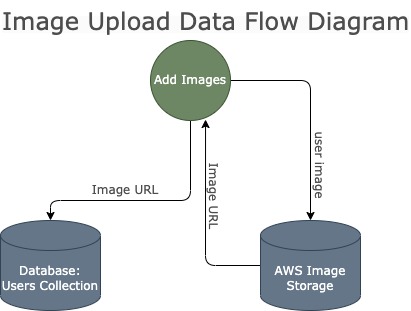 Image Upload Data Flow Diagram
Add Images
user image
Image URL
Image URL
Database:
Users Collection
AWS Image
Storage